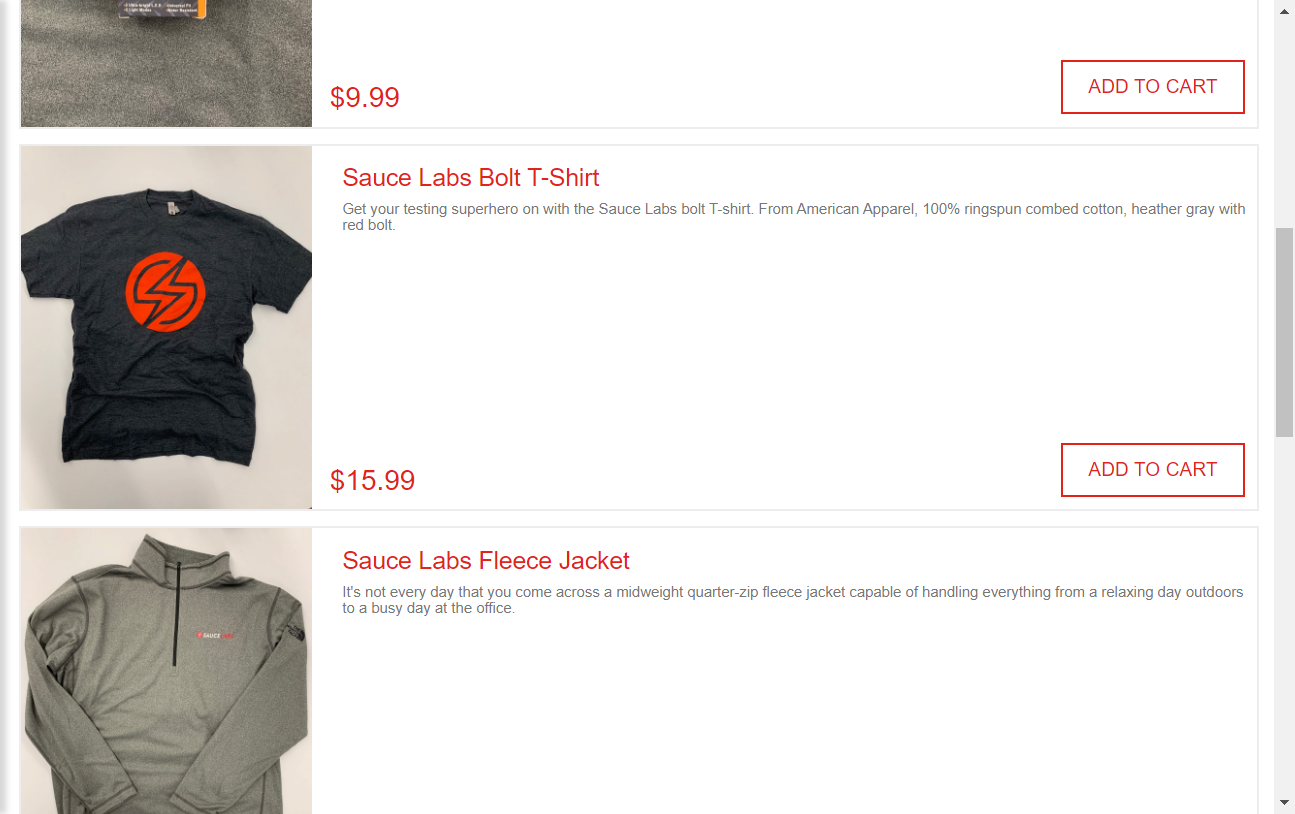 $9.99
ADD TO CART
Sauce Labs Bolt T-Shirt
Get your testing superhero on with the Sauce Labs bolt T-shirt. From American Apparel, 100% ringspun combed cotton, heather gray with
red bolt.
$15.99
ADD TO CART
Sauce Labs Fleece Jacket
It's not every day that you come across a midweight quarter-zip fleece jacket capable of handling everything from a relaxing day outdoors
to a busy day at the office.
SAUCE LABS